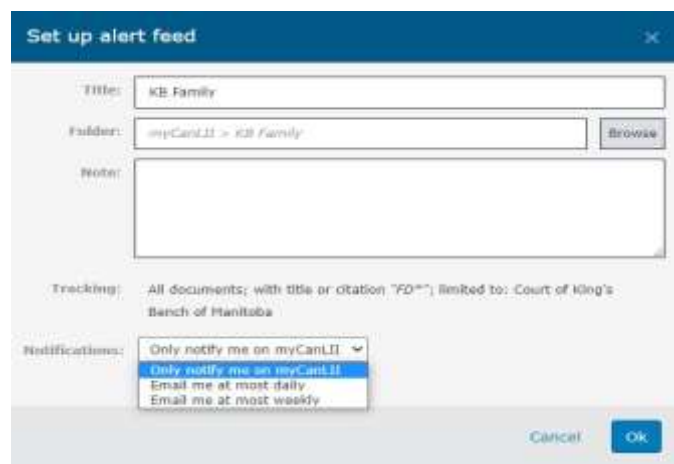 Set up alert feed ×
Title: KB Family
Folder: myCanLII > KB Family Browse
Note:
Tracking: All documents; with title or citation "FD*"; limited to: Court of King's
Bench of Manitoba
Notifications: Only notify me on myCanLII
Only notify me on myCanLII
Email me at most daily
Email me at most weekly
Cancel Ok